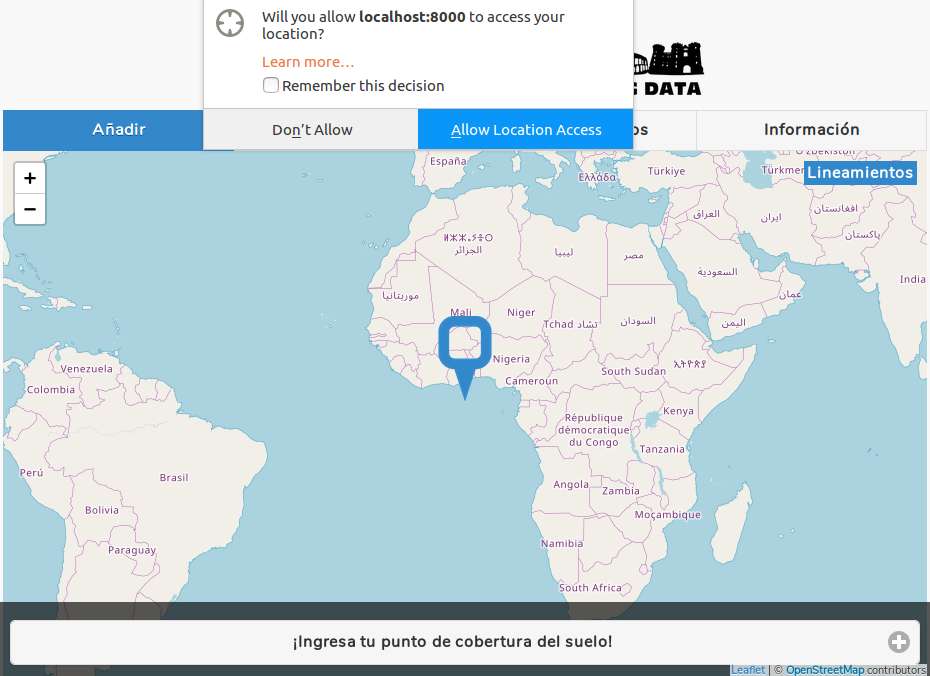 Will you allow localhost:8000 to access your
location?
Learn more…
Remember this decision
Don't Allow
Allow Location Access
DATA
Añadir
Información
+
−
Lineamientos
España
Ελλάδα
Türkiye
ⵍⵣⵣⴰⵢⴻⵔ
الجزائر
ليبيا
مصر
العراق
ایران
افغانستان
پاکستان
السعودية
عمان
India
موريتانيا
Mali
Niger
Tchad تشاد
السودان
اليمن
Nigeria
South Sudan
Cameroun
Venezuela
Colombia
République
démocratique
du Congo
Kenya
Tanzania
Perú
Brasil
Angola
Zambia
Bolivia
Moçambique
Paraguay
Namibia
South Africa
¡Ingresa tu punto de cobertura del suelo!
Leaflet | © OpenStreetMap contributors